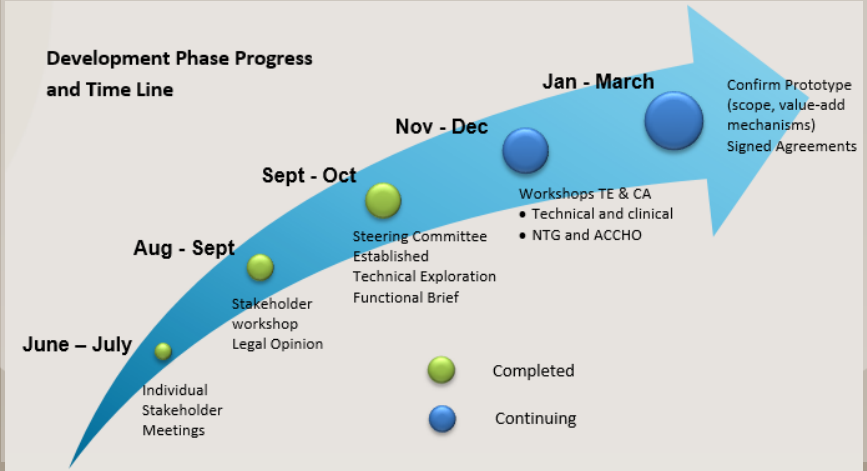 Development Phase Progress
and Time Line
June – July
Individual
Stakeholder
Meetings
Aug - Sept
Stakeholder
workshop
Legal Opinion
Sept - Oct
Steering Committee
Established
Technical Exploration
Functional Brief
Nov - Dec
Workshops TE & CA
• Technical and clinical
• NTG and ACCHO
Jan - March
Confirm Prototype
(scope, value-add
mechanisms)
Signed Agreements
Completed
Continuing